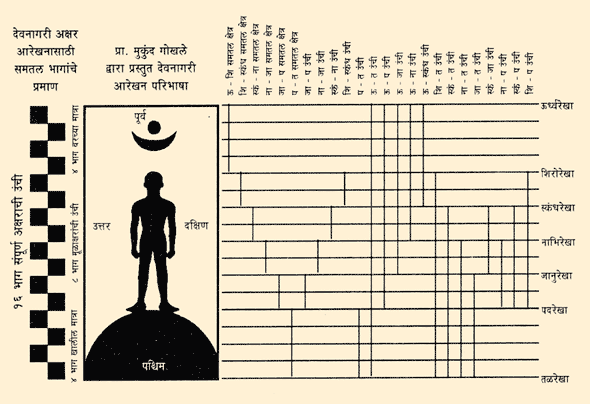 देवनागरी अक्षर
आरेखनासाठी
समतल भागांचे
प्रमाण
प्रा. मुकुंद गोखले
द्वारा प्रस्तुत देवनागरी
आरेखन परिभाषा
१६ भाग संपूर्ण अक्षराची उंची
४ भाग वरच्या मात्रा
८ भाग मूळाक्षरांची उंची
४ भाग खालील मात्रा
पूर्व
उत्तर
दक्षिण
पश्चिम
ऊ - शि समतल क्षेत्र
शि - स्कंध समतल क्षेत्र
स्कं - ना समतल क्षेत्र
ना - जा समतल क्षेत्र
जा - प समतल क्षेत्र
प - त समतल क्षेत्र
जा - प उंची
ना - जा उंची
स्कं - ना उंची
शि - स्कंध उंची
प - त उंची
ऊ - त उंची
ऊ - प उंची
ऊ - जा उंची
ऊ - ना उंची
ऊ - स्कंध उंची
शि - त उंची
स्कं - त उंची
ना - त उंची
जा - त उंची
स्कं - जा उंची
ना - प उंची
स्कं - प उंची
शि - प उंची
ऊर्ध्वरेखा
शिरोरेखा
स्कंधरेखा
नाभिरेखा
जानुरेखा
पदरेखा
तळरेखा